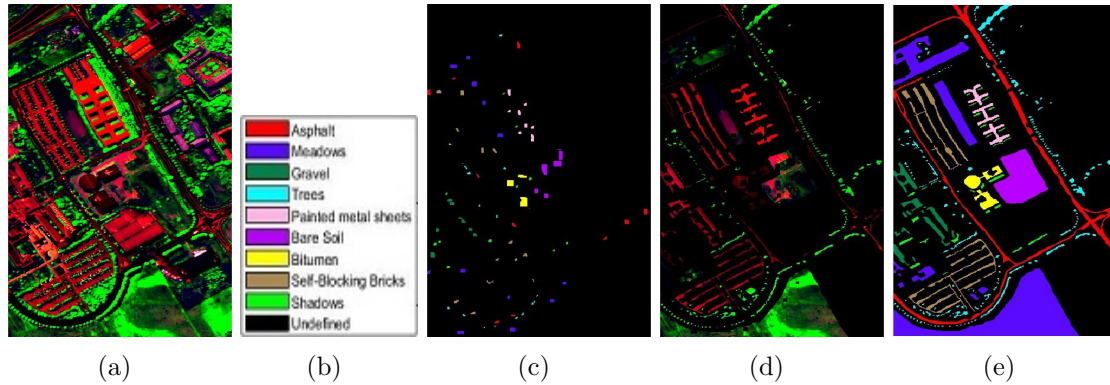 Asphalt
Meadows
Gravel
Trees
Painted metal sheets
Bare Soil
Bitumen
Self-Blocking Bricks
Shadows
Undefined
(a) (b) (c) (d) (e)